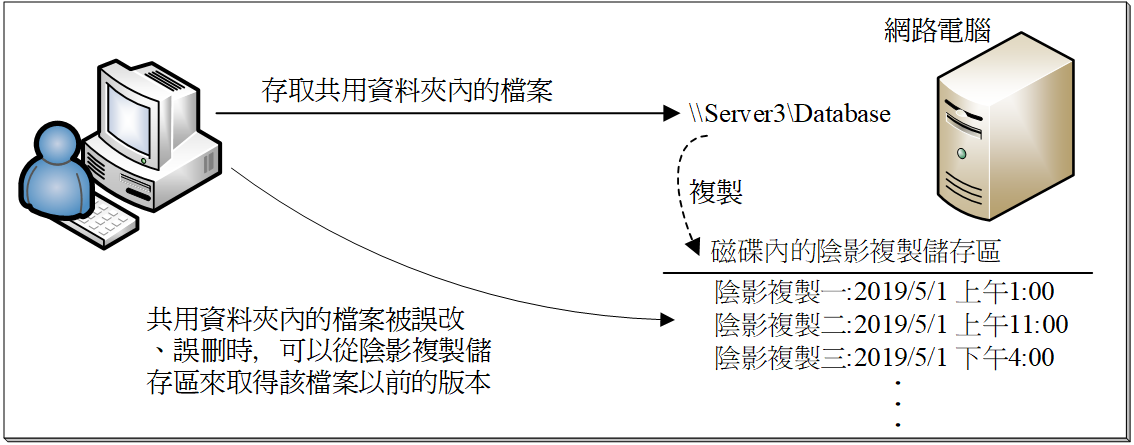 網路電腦
存取共用資料夾內的檔案
\\Server3\Database
複製
磁碟內的陰影複製儲存區
陰影複製一:2019/5/1 上午1:00
陰影複製二:2019/5/1 上午11:00
陰影複製三:2019/5/1 下午4:00
共用資料夾內的檔案被誤改
、誤刪時，可以從陰影複製儲
存區來取得該檔案以前的版本